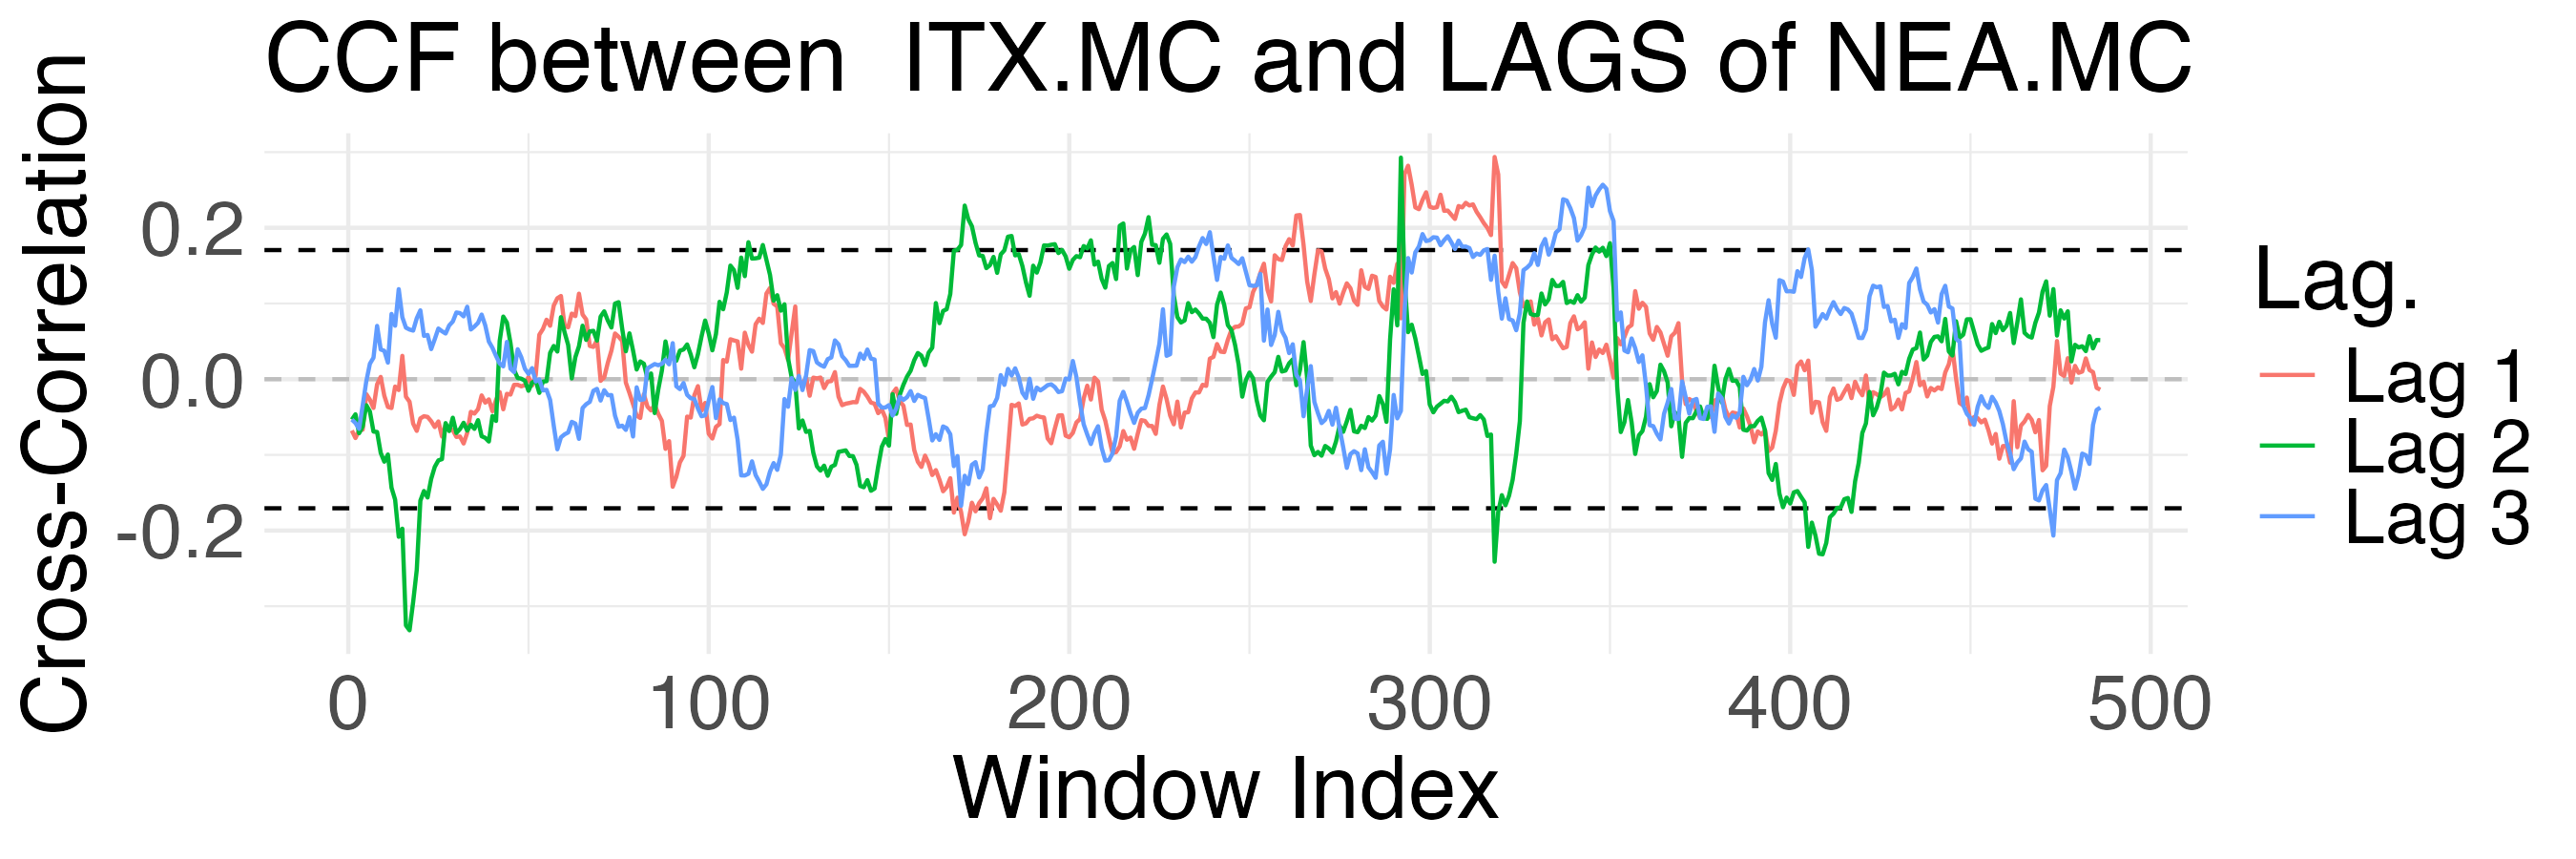 CCF between ITX.MC and LAGS of NEA.MC
Cross-Correlation
0.2
0.0
-0.2
0 100 200 300 400 500
Window Index
Lag.
Lag 1
Lag 2
Lag 3